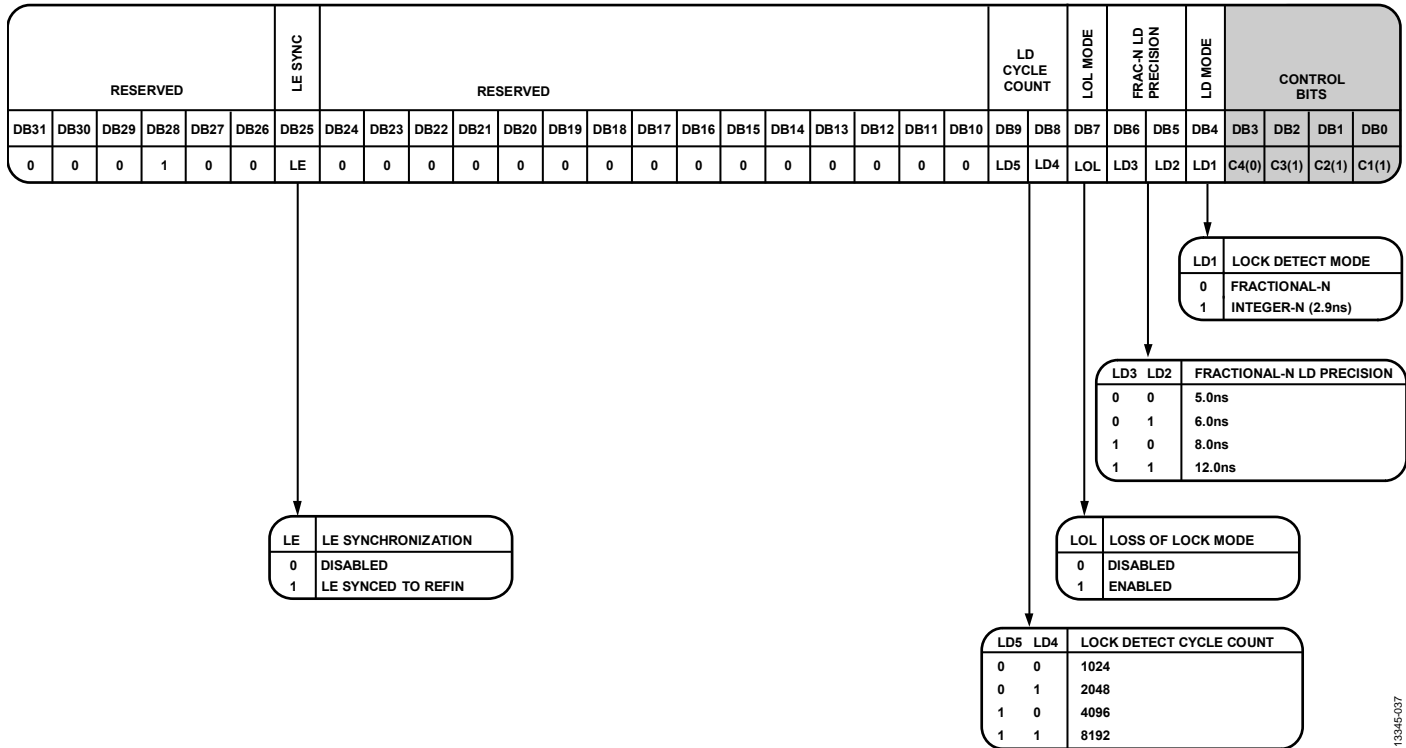 RESERVED
LE SYNC
RESERVED
LD
CYCLE
COUNT
LOL MODE
FRAC-N LD
PRECISION
LD MODE
CONTROL
BITS
DB31 DB30 DB29 DB28 DB27 DB26 DB25 DB24 DB23 DB22 DB21 DB20 DB19 DB18 DB17 DB16 DB15 DB14 DB13 DB12 DB11 DB10 DB9 DB8 DB7 DB6 DB5 DB4 DB3 DB2 DB1 DB0
0 0 0 1 0 0 LE 0 0 0 0 0 0 0 0 0 0 0 0 0 0 0 LD5 LD4 LOL LD3 LD2 LD1 C4(0) C3(1) C2(1) C1(1)
LD1 LOCK DETECT MODE
0 FRACTIONAL-N
1 INTEGER-N (2.9ns)
LD3 LD2 FRACTIONAL-N LD PRECISION
0 0 5.0ns
0 1 6.0ns
1 0 8.0ns
1 1 12.0ns
LE LE SYNCHRONIZATION
0 DISABLED
1 LE SYNCED TO REFIN
LOL LOSS OF LOCK MODE
0 DISABLED
1 ENABLED
LD5 LD4 LOCK DETECT CYCLE COUNT
0 0 1024
0 1 2048
1 0 4096
1 1 8192
13345-037